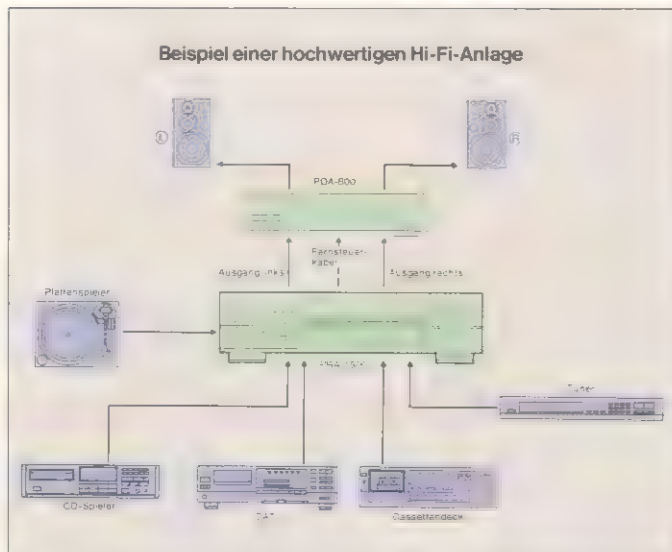 Beispiel einer hochwertigen Hi-Fi-Anlage
L
R
POA-800
Fernsteuer-
kabel
Ausgang links
Ausgang rechts
Plattenspieler
Tuner
CD-Spieler
DAT
Cassettendeck